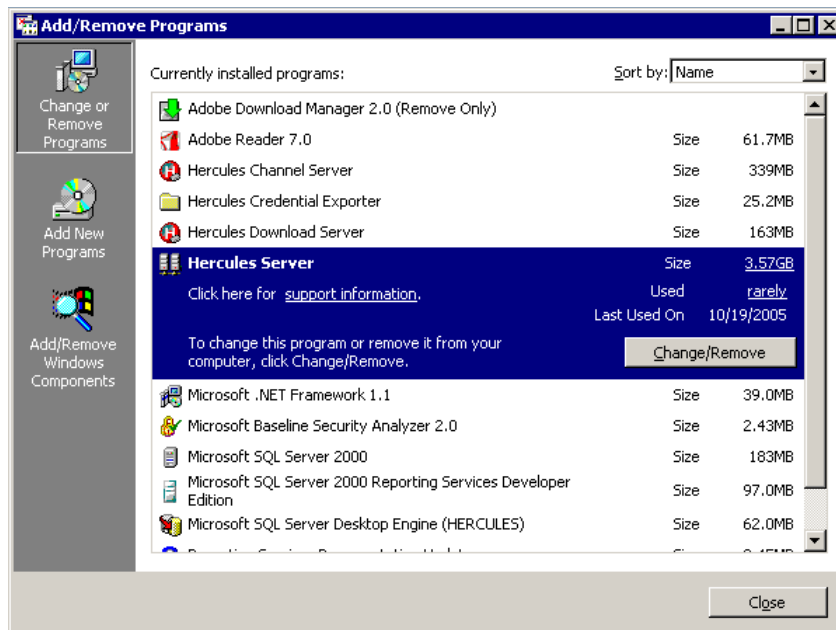 Add/Remove Programs
Change or
Remove
Programs
Add New
Programs
Add/Remove
Windows
Components
Currently installed programs:
Sort by: Name
Adobe Download Manager 2.0 (Remove Only)
Adobe Reader 7.0 Size 61.7MB
Hercules Channel Server Size 339MB
Hercules Credential Exporter Size 25.2MB
Hercules Download Server Size 163MB
Hercules Server Size 3.57GB
Click here for support information. Used rarely
Last Used On 10/19/2005
To change this program or remove it from your
computer, click Change/Remove.
Change/Remove
Microsoft .NET Framework 1.1 Size 39.0MB
Microsoft Baseline Security Analyzer 2.0 Size 2.43MB
Microsoft SQL Server 2000 Size 183MB
Microsoft SQL Server 2000 Reporting Services Developer
Edition Size 97.0MB
Microsoft SQL Server Desktop Engine (HERCULES) Size 62.0MB
Close